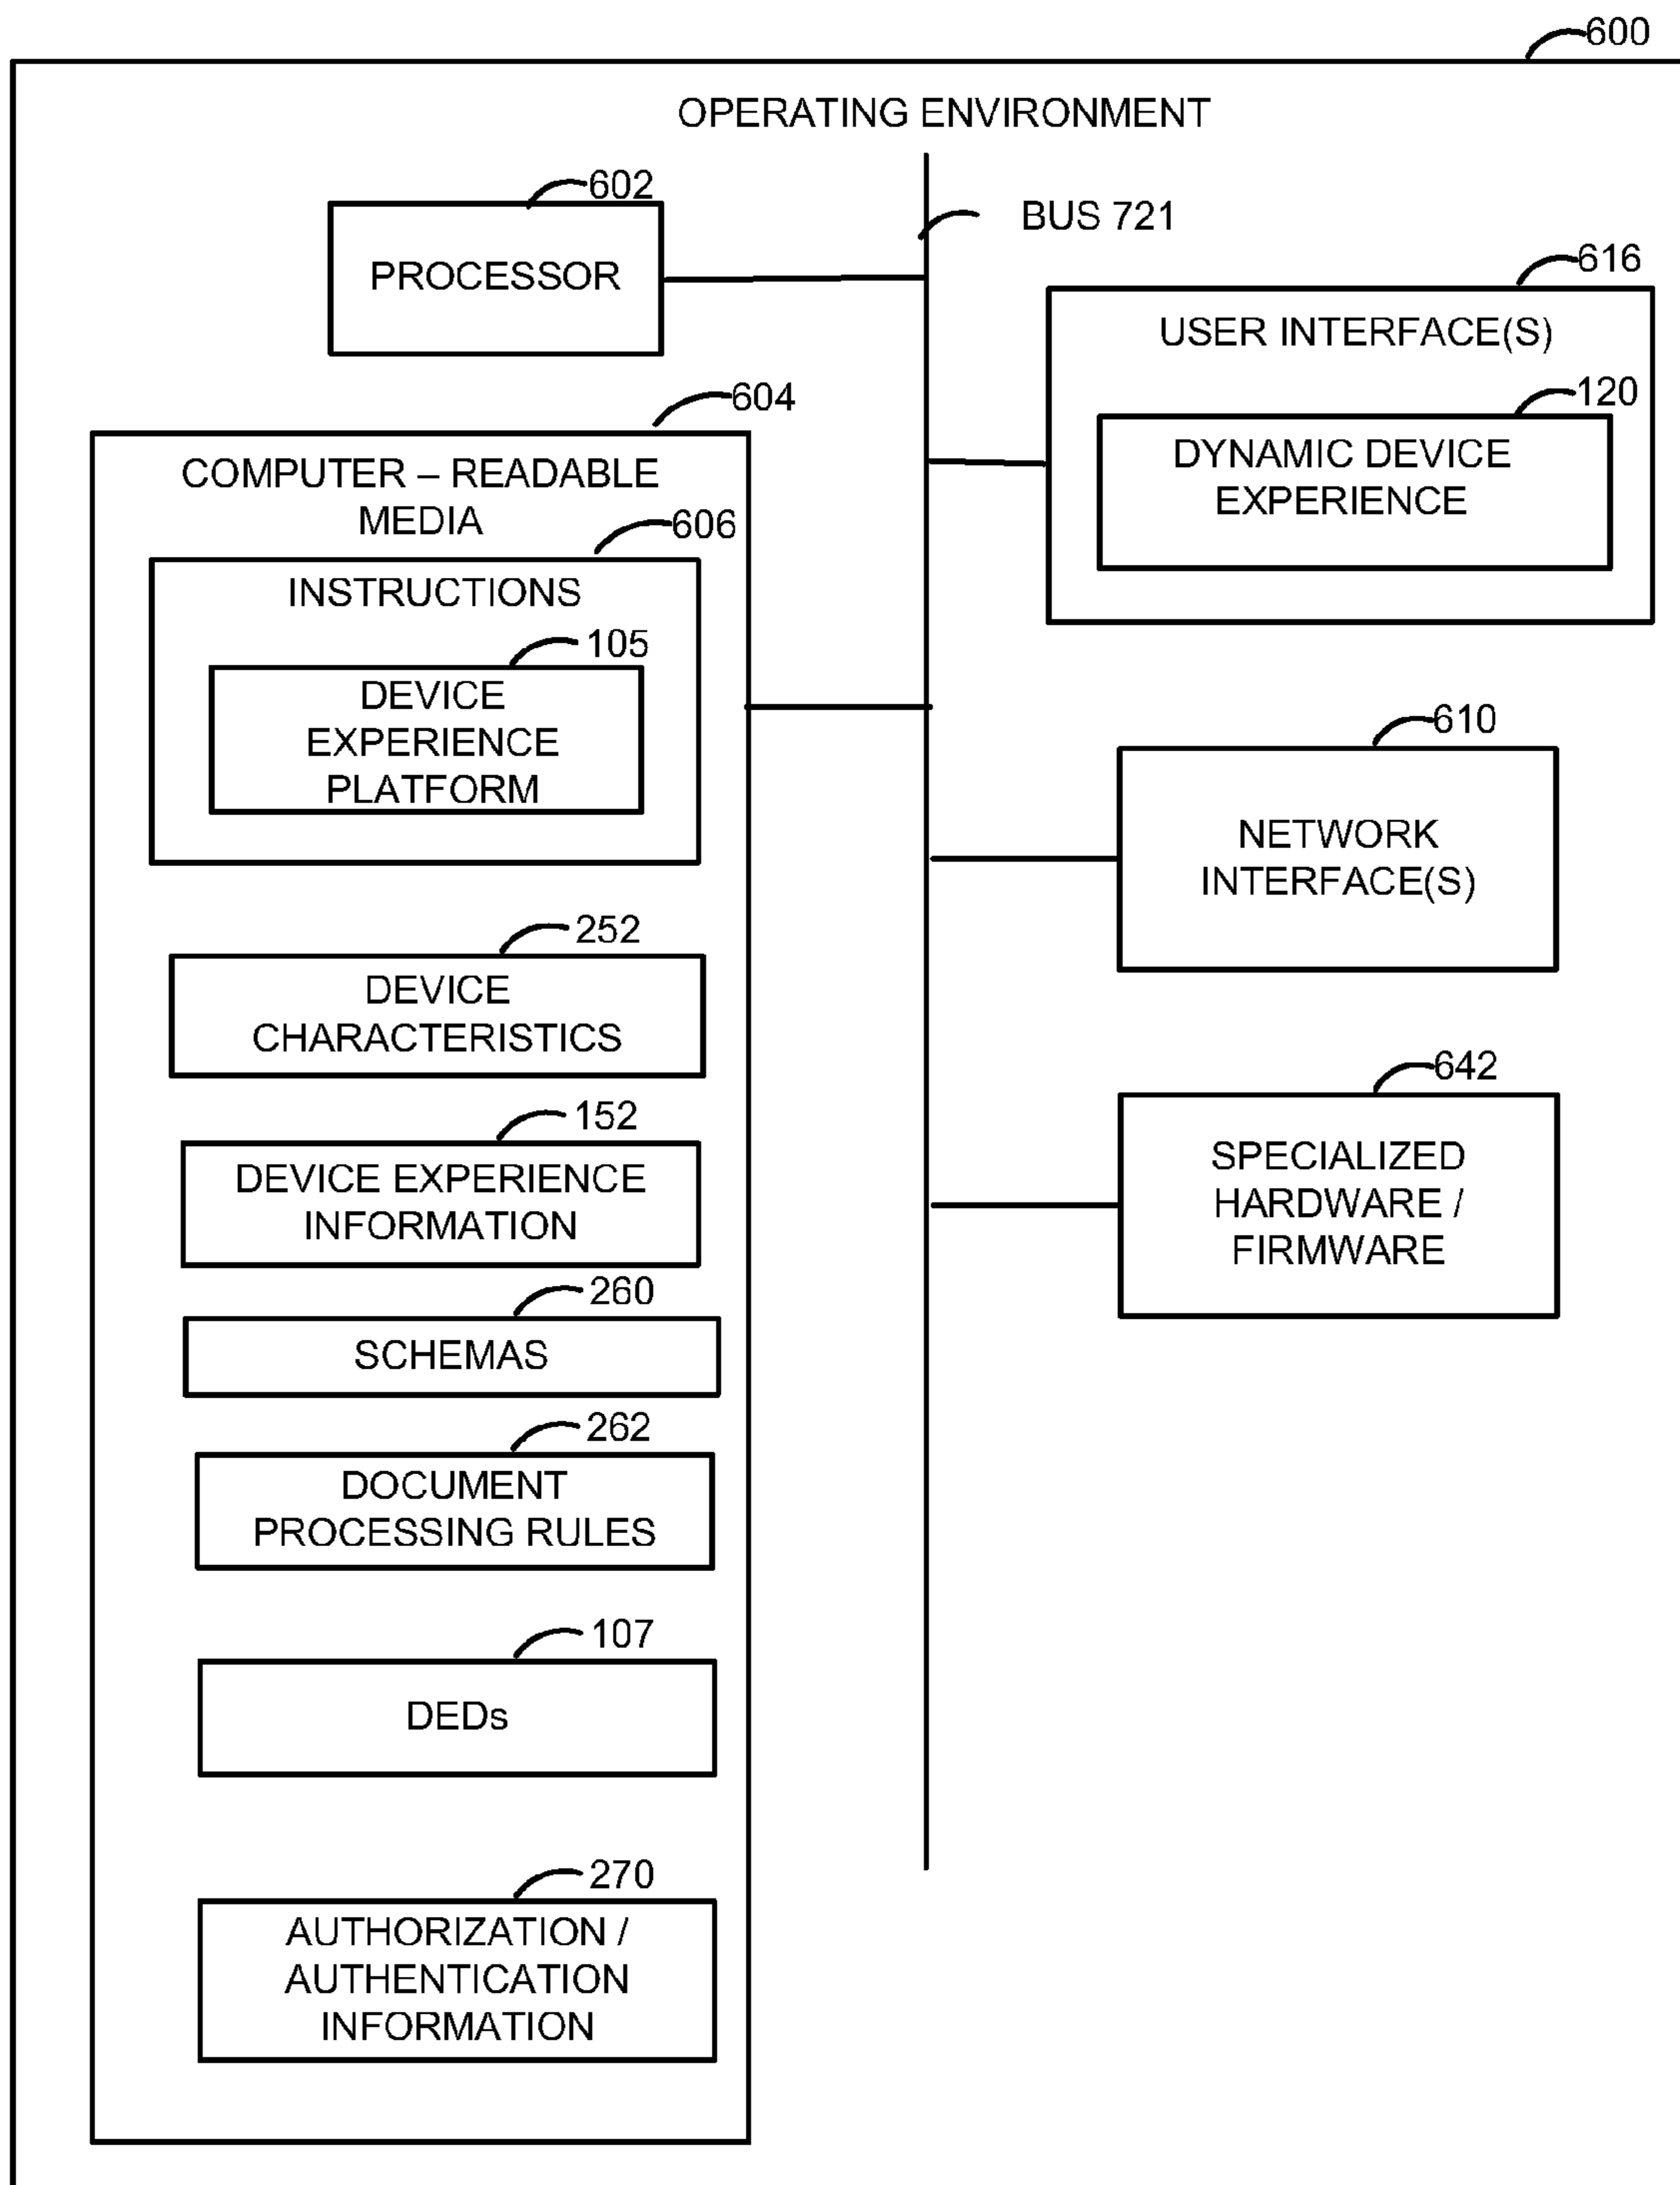 600
OPERATING ENVIRONMENT
602
PROCESSOR
BUS 721
616
USER INTERFACE(S)
120
DYNAMIC DEVICE
EXPERIENCE
604
COMPUTER – READABLE
MEDIA
606
INSTRUCTIONS
105
DEVICE
EXPERIENCE
PLATFORM
610
NETWORK
INTERFACE(S)
252
DEVICE
CHARACTERISTICS
642
SPECIALIZED
HARDWARE /
FIRMWARE
152
DEVICE EXPERIENCE
INFORMATION
260
SCHEMAS
262
DOCUMENT
PROCESSING RULES
107
DEDs
270
AUTHORIZATION /
AUTHENTICATION
INFORMATION